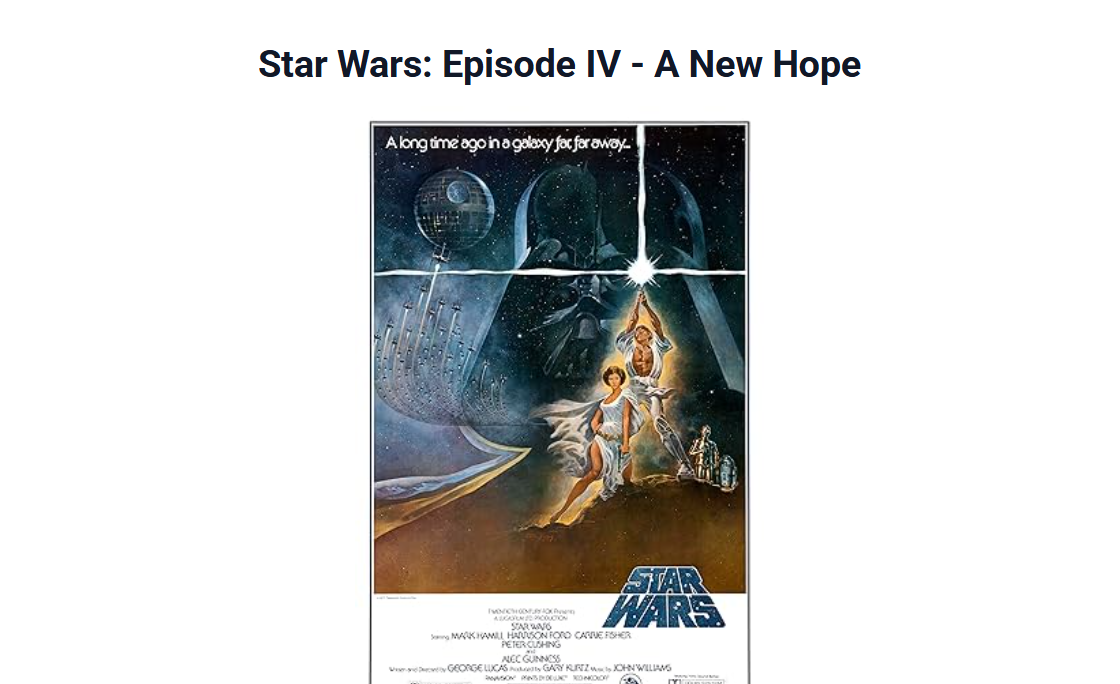 Star Wars: Episode IV - A New Hope
A long time ago in a galaxy far, far away...
STAR
WARS
TWENTIETH CENTURY-FOX Presents
A LUCASFILM LTD. PRODUCTION
STAR WARS
Starring MARK HAMILL HARRISON FORD CARRIE FISHER
PETER CUSHING
and
ALEC GUINNESS
Written and Directed by GEORGE LUCAS Produced by GARY KURTZ Music by JOHN WILLIAMS
PANAVISION® PRINTS BY DELUXE® TECHNICOLOR®